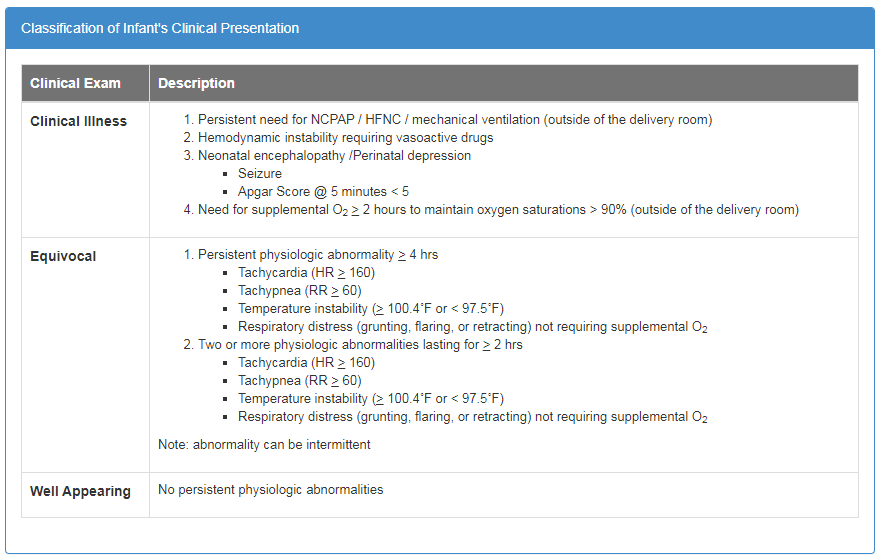 Classification of Infant's Clinical Presentation
Clinical Exam Description
Clinical Illness
1. Persistent need for NCPAP / HFNC / mechanical ventilation (outside of the delivery room)
2. Hemodynamic instability requiring vasoactive drugs
3. Neonatal encephalopathy /Perinatal depression
▪ Seizure
▪ Apgar Score @ 5 minutes < 5
4. Need for supplemental O₂ ≥ 2 hours to maintain oxygen saturations > 90% (outside of the delivery room)
Equivocal
1. Persistent physiologic abnormality ≥ 4 hrs
▪ Tachycardia (HR ≥ 160)
▪ Tachypnea (RR ≥ 60)
▪ Temperature instability (≥ 100.4˚F or < 97.5˚F)
▪ Respiratory distress (grunting, flaring, or retracting) not requiring supplemental O₂
2. Two or more physiologic abnormalities lasting for ≥ 2 hrs
▪ Tachycardia (HR ≥ 160)
▪ Tachypnea (RR ≥ 60)
▪ Temperature instability (≥ 100.4˚F or < 97.5˚F)
▪ Respiratory distress (grunting, flaring, or retracting) not requiring supplemental O₂
Note: abnormality can be intermittent
Well Appearing
No persistent physiologic abnormalities